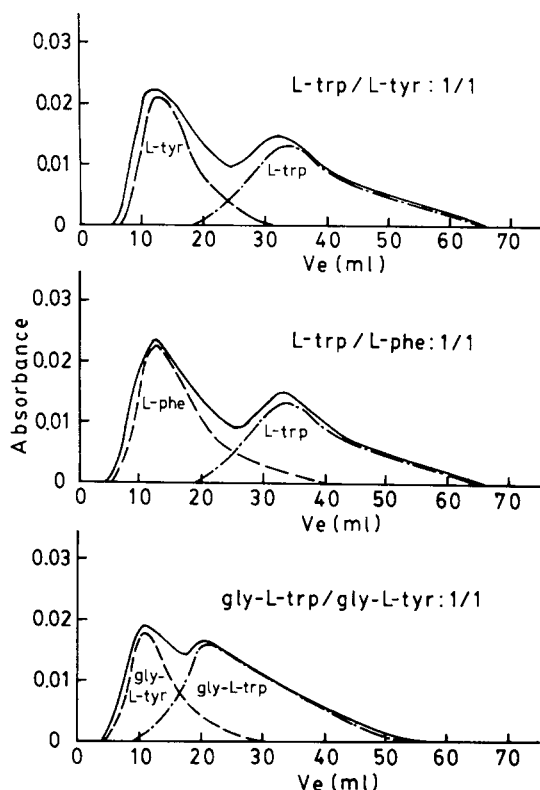 0.03
0.02
0.01
0
L-trp/L-tyr : 1/1
L-tyr
L-trp
0 10 20 30 40 50 60 70
Ve (ml)
Absorbance
0.03
0.02
0.01
0
L-trp/L-phe:1/1
L-phe
L-trp
0 10 20 30 40 50 60 70
Ve (ml)
0.03
0.02
0.01
0
gly-L-trp/gly-L-tyr:1/1
gly-
L-tyr
gly-L-trp
0 10 20 30 40 50 60 70
Ve (ml)